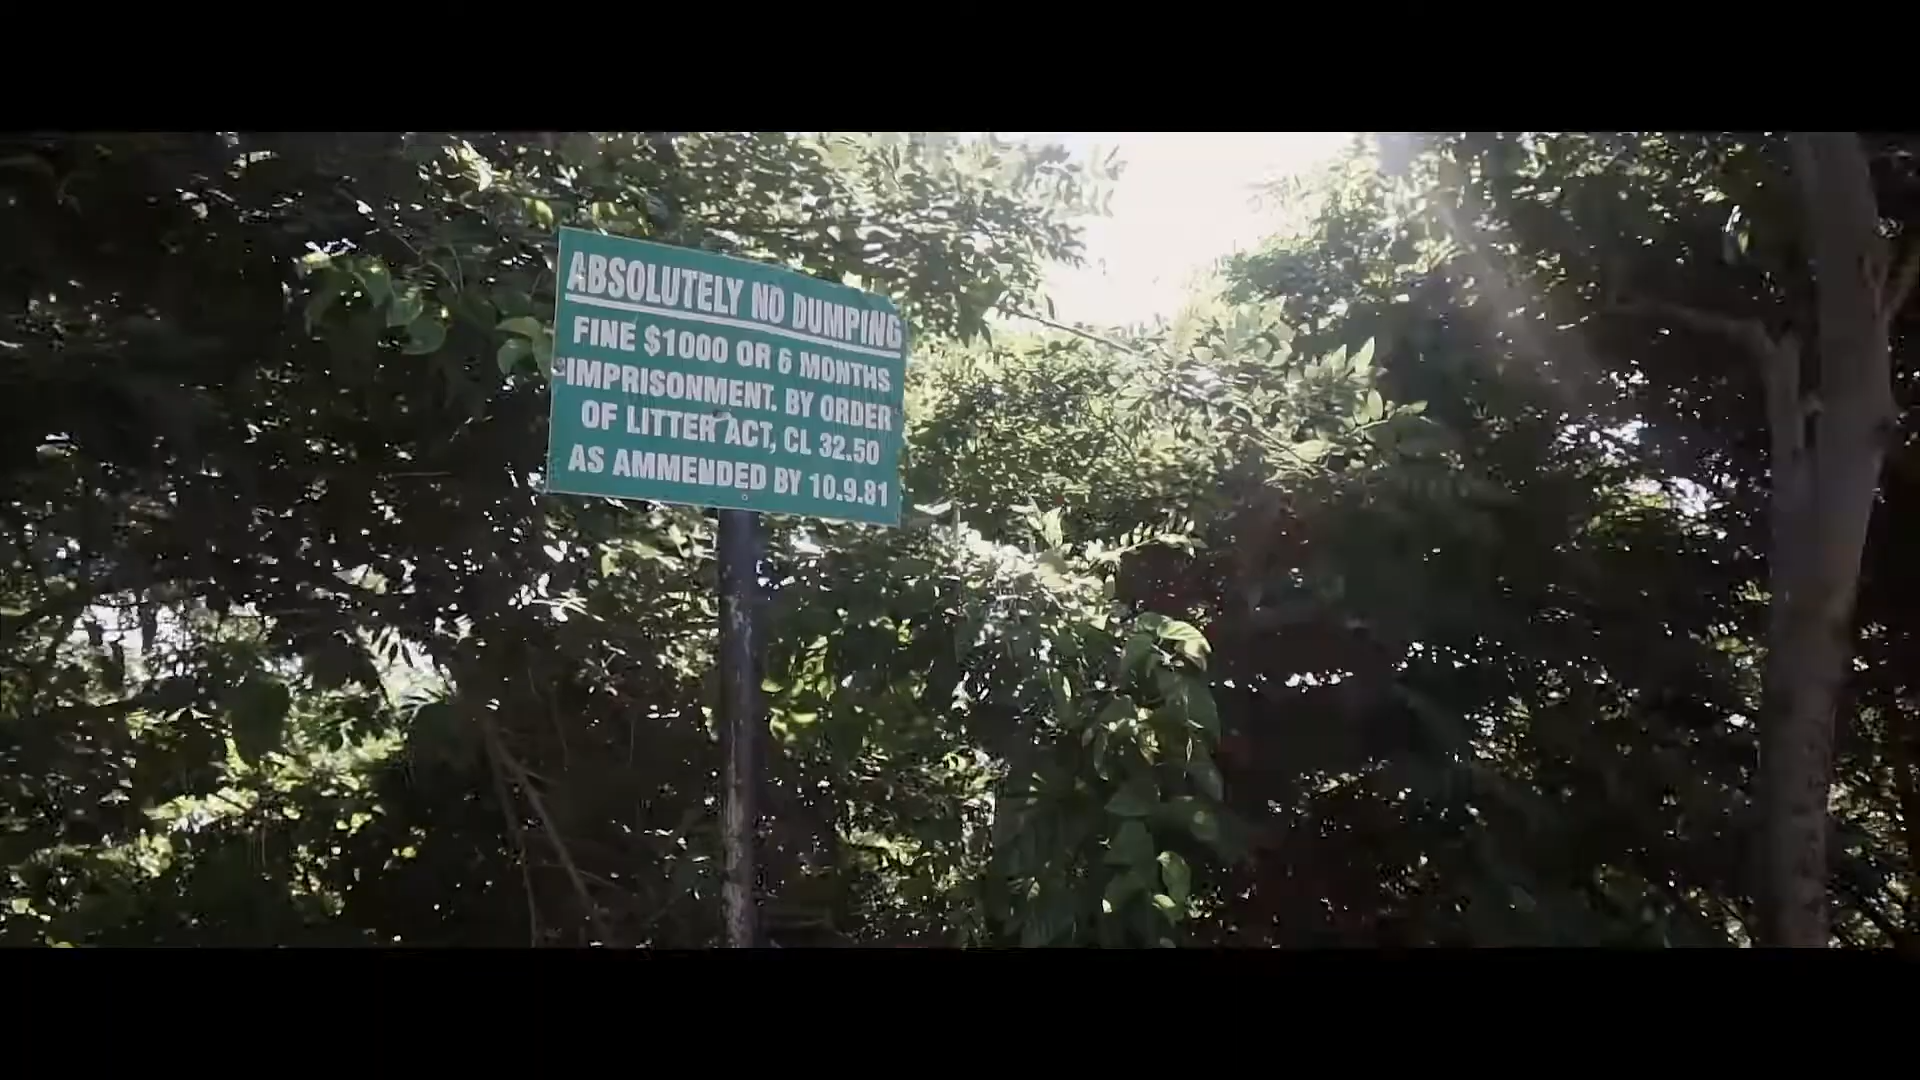 ABSOLUTELY NO DUMPING
FINE $1000 OR 6 MONTHS
IMPRISONMENT. BY ORDER
OF LITTER ACT, CL 32.50
AS AMMENDED BY 10.9.81